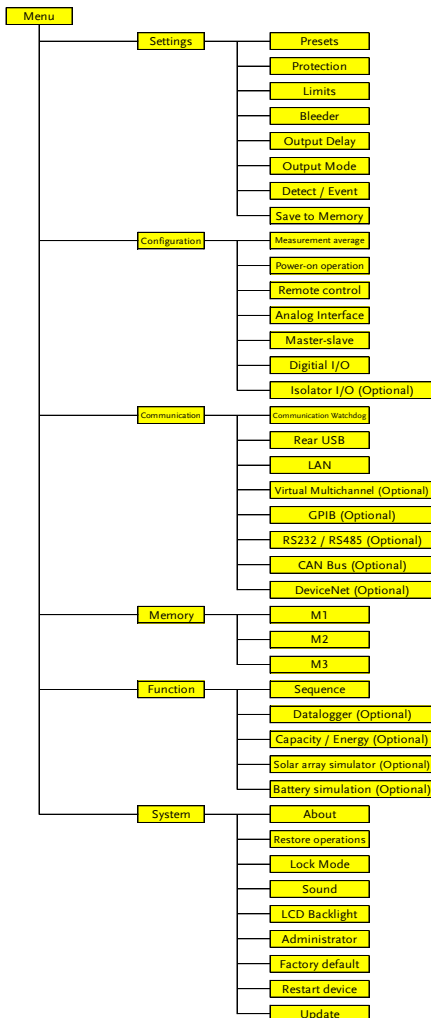 Menu
Settings
Presets
Protection
Limits
Bleeder
Output Delay
Output Mode
Detect / Event
Save to Memory
Configuration
Measurement average
Power-on operation
Remote control
Analog Interface
Master-slave
Digitial I/O
Isolator I/O (Optional)
Communication
Communication Watchdog
Rear USB
LAN
Virtual Multichannel (Optional)
GPIB (Optional)
RS232 / RS485 (Optional)
CAN Bus (Optional)
DeviceNet (Optional)
Memory
M1
M2
M3
Function
Sequence
Datalogger (Optional)
Capacity / Energy (Optional)
Solar array simulator (Optional)
Battery simulation (Optional)
System
About
Restore operations
Lock Mode
Sound
LCD Backlight
Administrator
Factory default
Restart device
Update